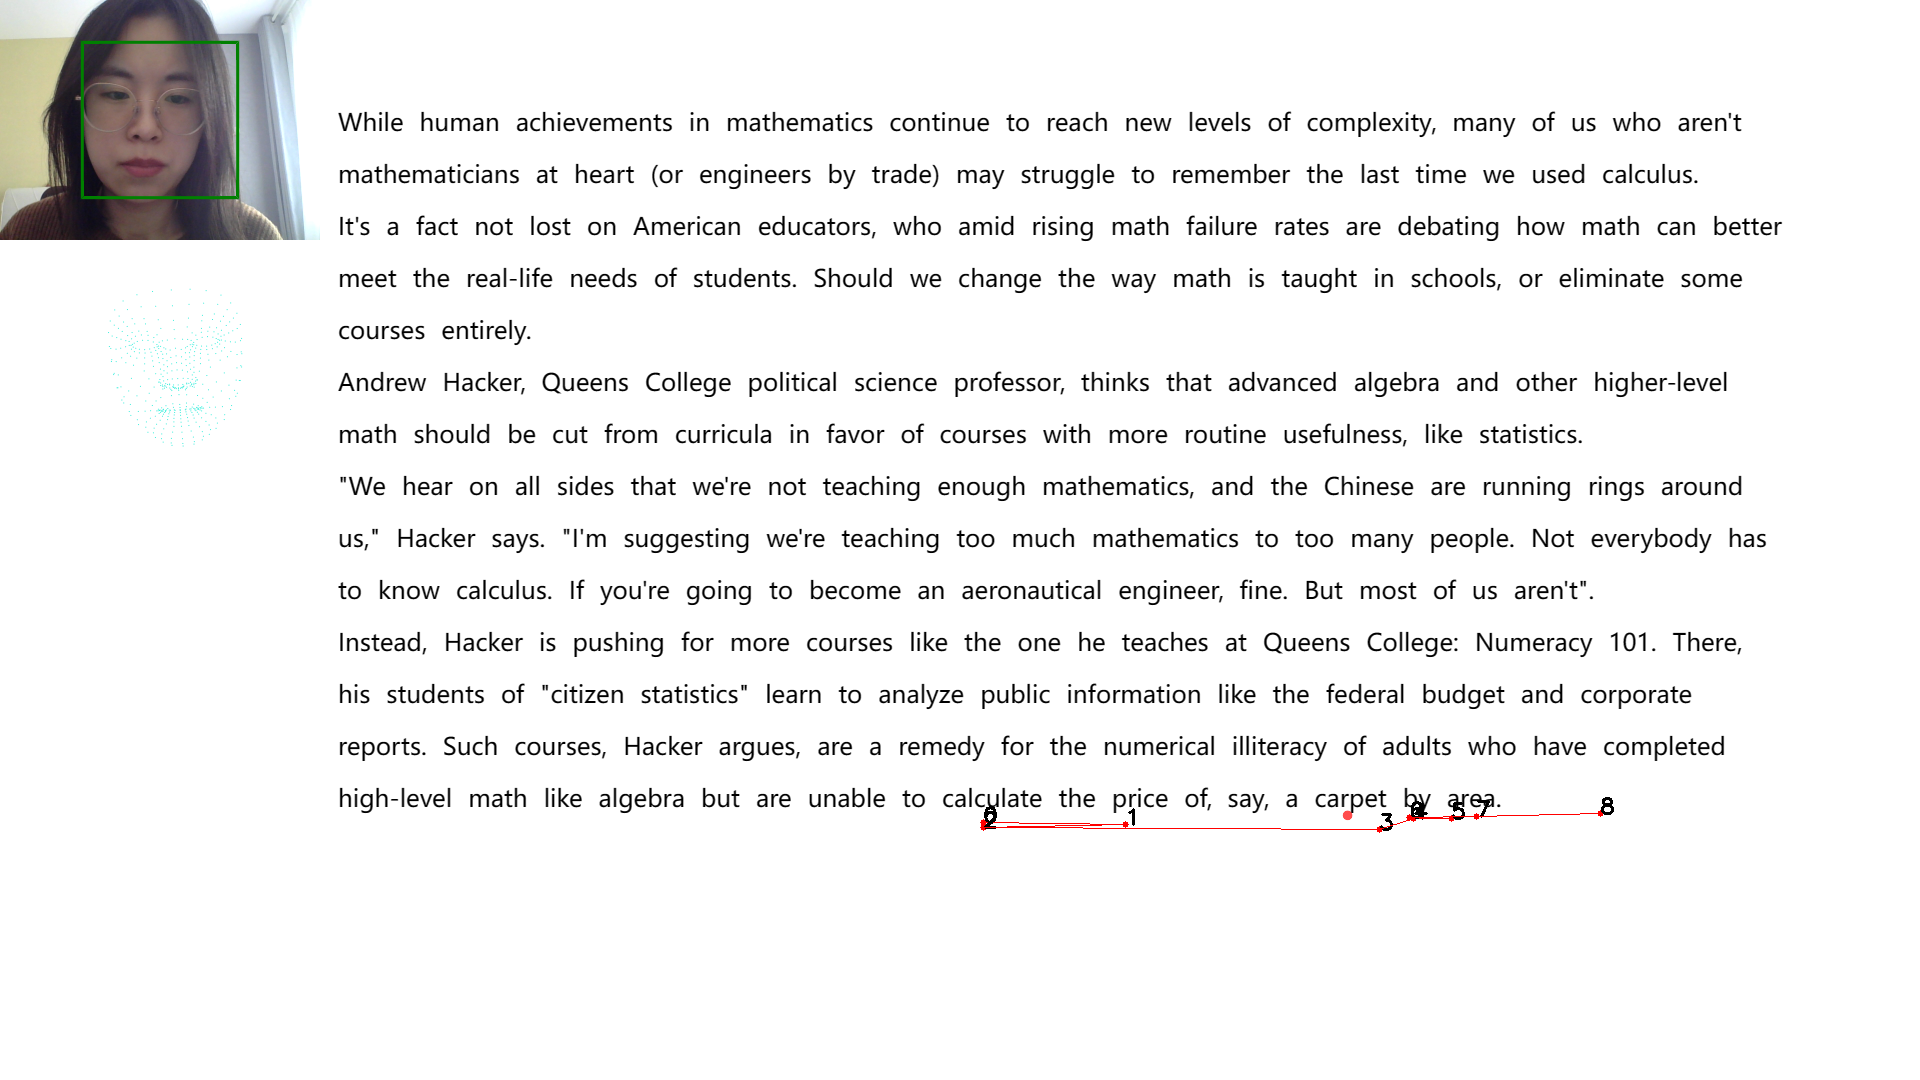 While human achievements in mathematics continue to reach new levels of complexity, many of us who aren't
mathematicians at heart (or engineers by trade) may struggle to remember the last time we used calculus.
It's a fact not lost on American educators, who amid rising math failure rates are debating how math can better
meet the real-life needs of students. Should we change the way math is taught in schools, or eliminate some
courses entirely.
Andrew Hacker, Queens College political science professor, thinks that advanced algebra and other higher-level
math should be cut from curricula in favor of courses with more routine usefulness, like statistics.
"We hear on all sides that we're not teaching enough mathematics, and the Chinese are running rings around
us," Hacker says. "I'm suggesting we're teaching too much mathematics to too many people. Not everybody has
to know calculus. If you're going to become an aeronautical engineer, fine. But most of us aren't".
Instead, Hacker is pushing for more courses like the one he teaches at Queens College: Numeracy 101. There,
his students of "citizen statistics" learn to analyze public information like the federal budget and corporate
reports. Such courses, Hacker argues, are a remedy for the numerical illiteracy of adults who have completed
high-level math like algebra but are unable to calculate the price of, say, a carpet by area.
1 3 5 7 8